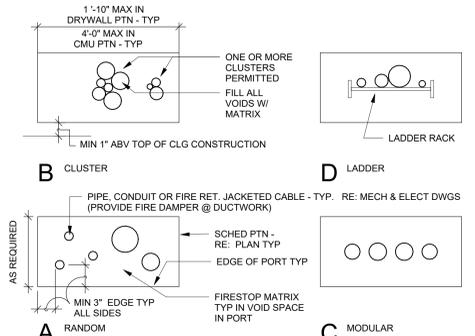 1'-10" MAX IN
DRYWALL PTN - TYP
4'-0" MAX IN
CMU PTN - TYP
ONE OR MORE
CLUSTERS
PERMITTED
FILL ALL
VOIDS W/
MATRIX
MIN 1" ABV TOP OF CLG CONSTRUCTION
B CLUSTER
LADDER RACK
D LADDER
PIPE, CONDUIT OR FIRE RET. JACKETED CABLE - TYP. RE: MECH & ELECT DWGS
(PROVIDE FIRE DAMPER @ DUCTWORK)
AS REQUIRED
SCHED PTN -
RE: PLAN TYP
EDGE OF PORT TYP
MIN 3" EDGE TYP
ALL SIDES
FIRESTOP MATRIX
TYP IN VOID SPACE
IN PORT
A RANDOM
C MODULAR